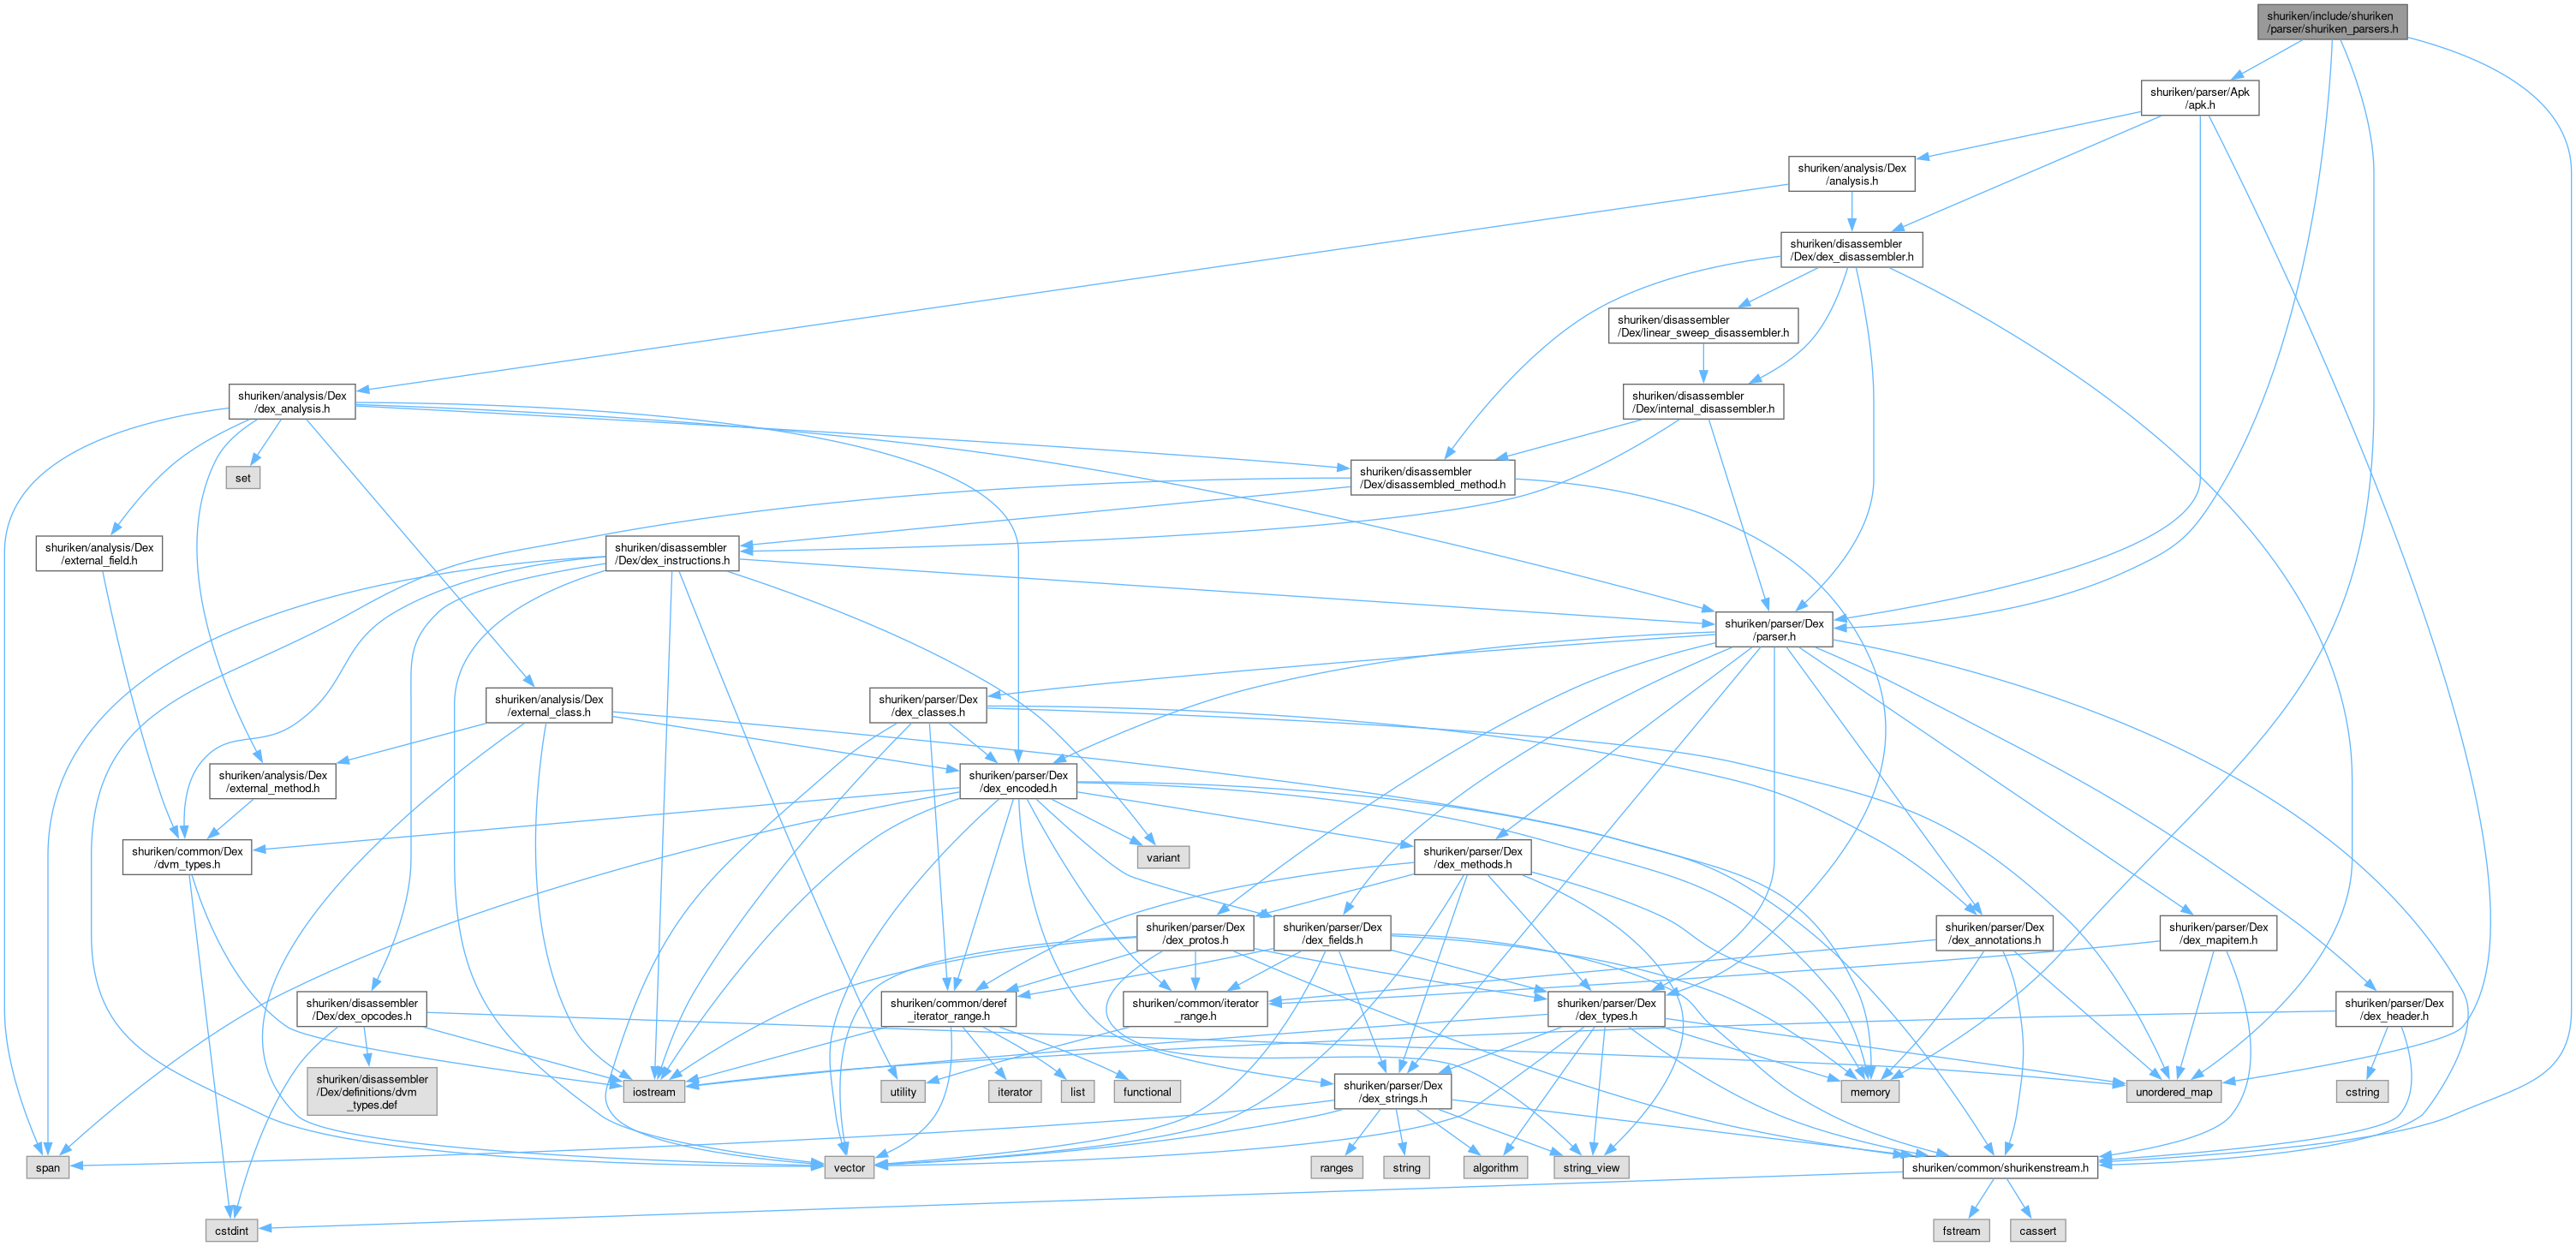 shuriken/include/shuriken
/parser/shuriken_parsers.h
shuriken/parser/Apk
/apk.h
shuriken/analysis/Dex
/analysis.h
shuriken/disassembler
/Dex/dex_disassembler.h
shuriken/disassembler
/Dex/linear_sweep_disassembler.h
shuriken/analysis/Dex
/dex_analysis.h
shuriken/disassembler
/Dex/internal_disassembler.h
set
shuriken/disassembler
/Dex/disassembled_method.h
shuriken/analysis/Dex
/external_field.h
shuriken/disassembler
/Dex/dex_instructions.h
shuriken/parser/Dex
/parser.h
shuriken/analysis/Dex
/external_class.h
shuriken/parser/Dex
/dex_classes.h
shuriken/analysis/Dex
/external_method.h
shuriken/parser/Dex
/dex_encoded.h
shuriken/common/Dex
/dvm_types.h
variant
shuriken/parser/Dex
/dex_methods.h
shuriken/parser/Dex
/dex_protos.h
shuriken/parser/Dex
/dex_fields.h
shuriken/parser/Dex
/dex_annotations.h
shuriken/parser/Dex
/dex_mapitem.h
shuriken/disassembler
/Dex/dex_opcodes.h
shuriken/common/deref
_iterator_range.h
shuriken/common/iterator
_range.h
shuriken/parser/Dex
/dex_types.h
shuriken/parser/Dex
/dex_header.h
shuriken/disassembler
/Dex/definitions/dvm
_types.def
iostream
utility
iterator
list
functional
shuriken/parser/Dex
/dex_strings.h
memory
unordered_map
cstring
span
vector
ranges
string
algorithm
string_view
shuriken/common/shurikenstream.h
cstdint
fstream
cassert